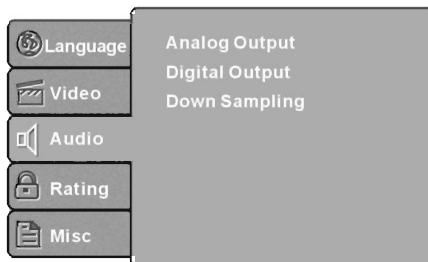 Language
Video
Audio
Rating
Misc
Analog Output
Digital Output
Down Sampling